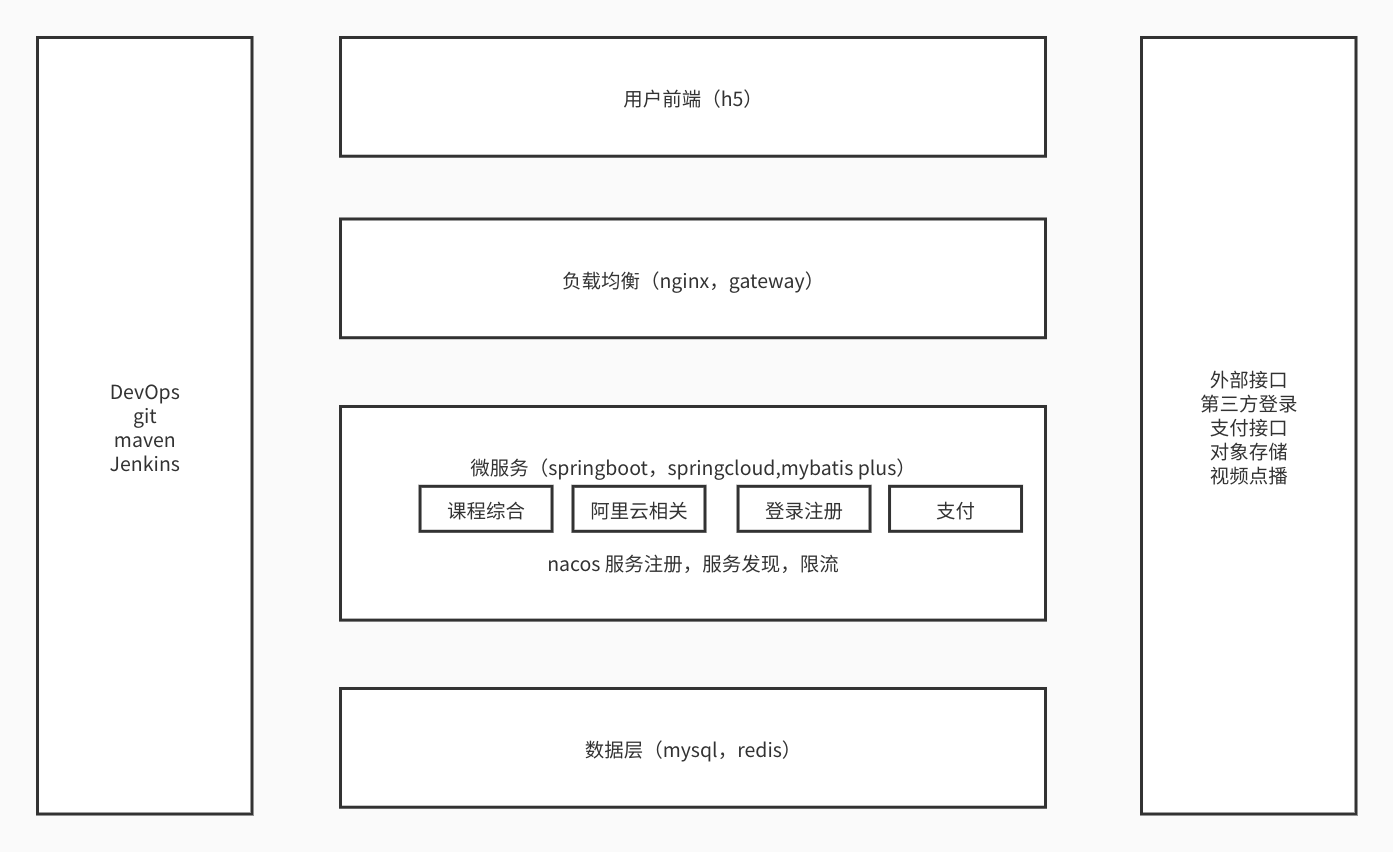 DevOps
git
maven
Jenkins
用户前端（h5）
负载均衡（nginx，gateway）
微服务（springboot，springcloud,mybatis plus）
课程综合
阿里云相关
登录注册
支付
nacos 服务注册，服务发现，限流
数据层（mysql，redis）
外部接口
第三方登录
支付接口
对象存储
视频点播